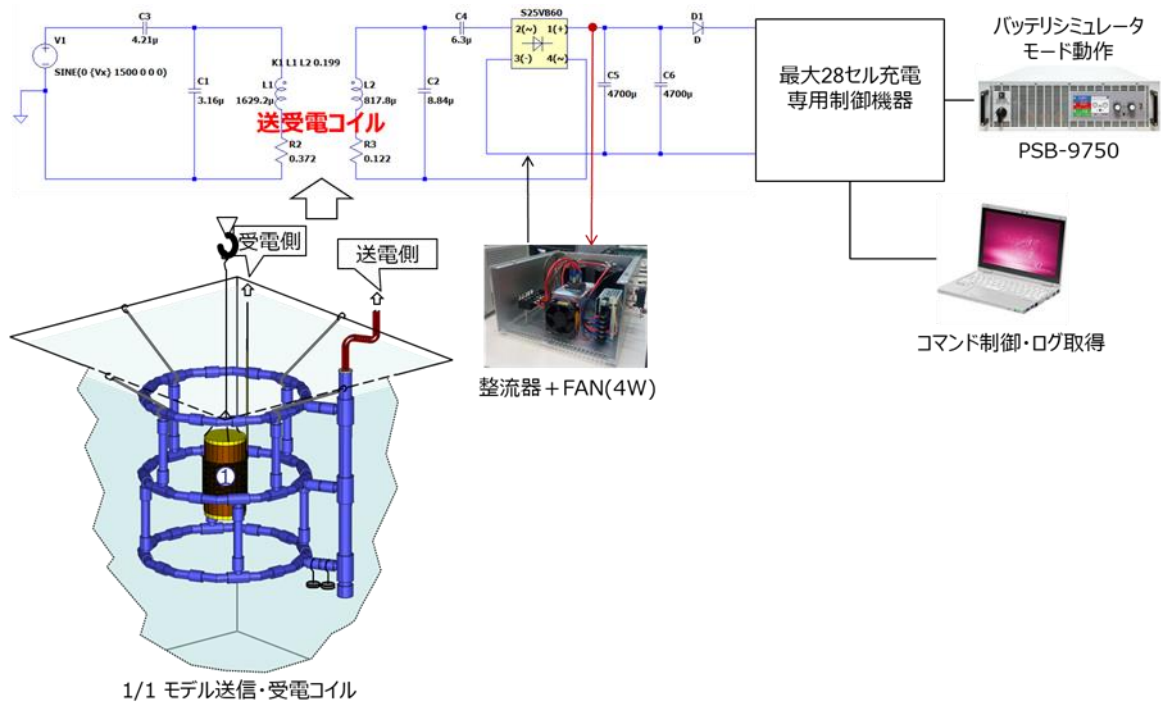 V1
SINE(0 {Vx} 1500 0 0 0)
C3
4.21μ
C1
3.16μ
K1 L1 L2 0.199
L1
1629.2μ
L2
817.8μ
送受電コイル
R2
0.372
R3
0.122
C2
8.84μ
C4
6.3μ
S25VB60
2(~) 1(+)
3(-) 4(~)
C5
4700μ
C6
4700μ
D1
D
最大28セル充電
専用制御機器
バッテリシミュレータ
モード動作
PSB-9750
コマンド制御・ログ取得
整流器+FAN(4W)
受電側
送電側
①
1/1 モデル送信・受電コイル